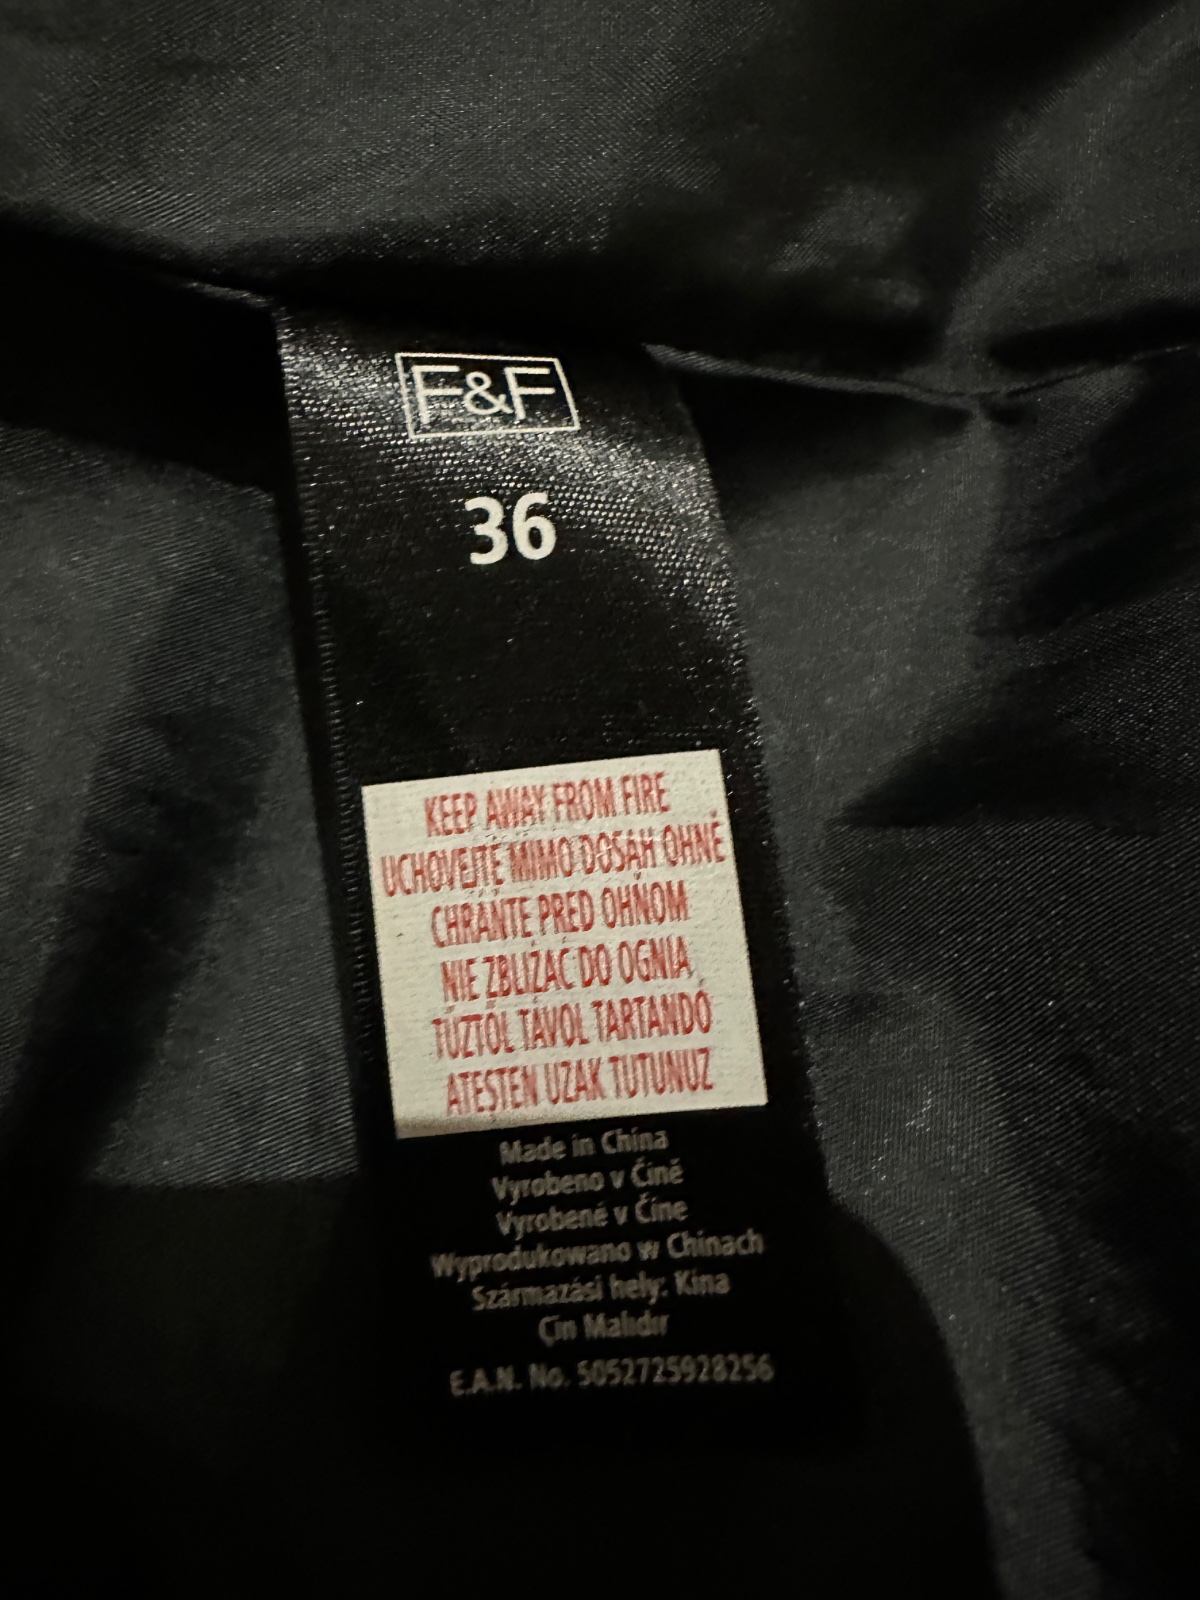 F&F
36
KEEP AWAY FROM FIRE
UCHOVEJTE MIMO DOSAH OHNĚ
CHRÁŇTE PRED OHŇOM
NIE ZBLIŻAĆ DO OGNIA
TŰZTŐL TÁVOL TARTANDÓ
ATEŞTEN UZAK TUTUNUZ
Made in China
Vyrobeno v Číně
Vyrobené v Číne
Wyprodukowano w Chinach
Származási hely: Kína
Çin Malıdır
E.A.N. No. 5052725928256